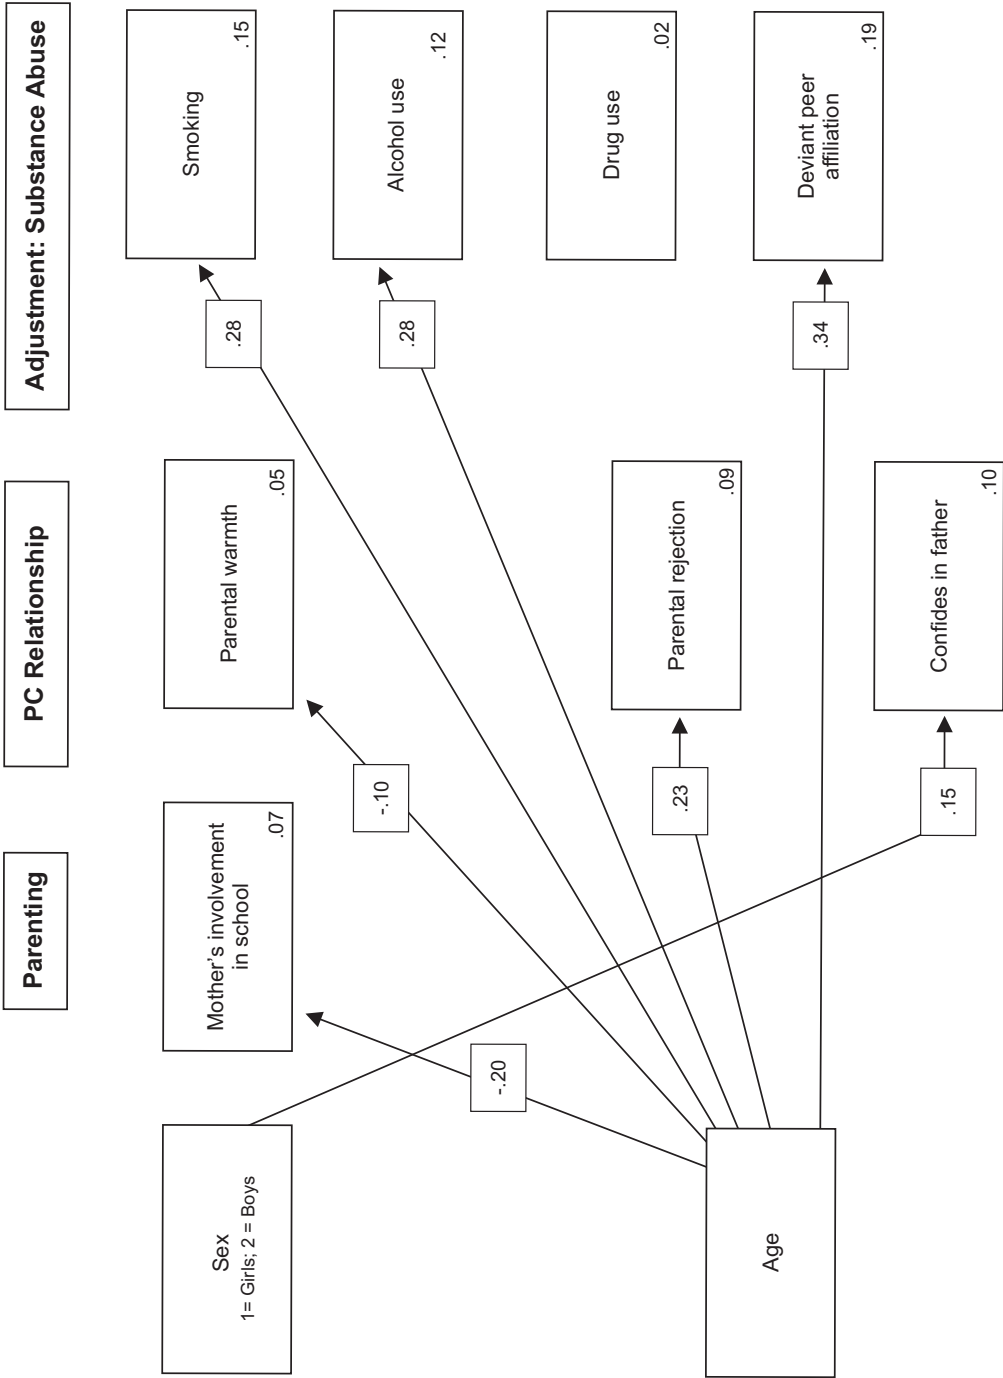 Parenting
PC Relationship
Adjustment: Substance Abuse
Sex
1= Girls; 2 = Boys
Mother's involvement
in school
.07
Parental warmth
.05
Smoking
.15
.28
-.10
-.20
Alcohol use
.12
.28
Drug use
.02
Parental rejection
.09
.23
Age
Deviant peer
affiliation
.19
.34
Confides in father
.10
.15